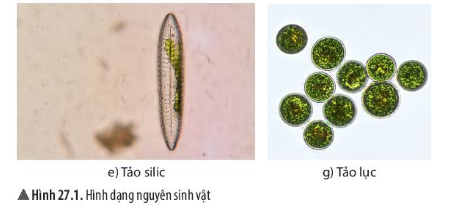 e) Tảo silic
g) Tảo lục
▲ Hình 27.1. Hình dạng nguyên sinh vật